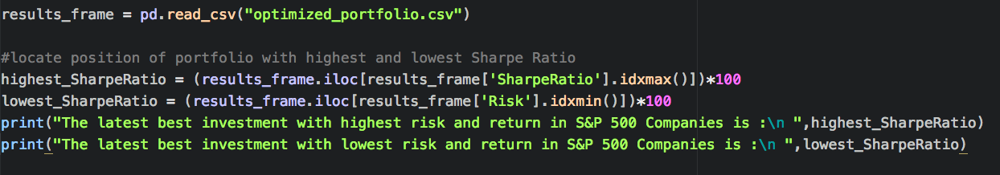 results_frame = pd.read_csv("optimized_portfolio.csv")
#locate position of portfolio with highest and lowest Sharpe Ratio
highest_SharpeRatio = (results_frame.iloc[results_frame['SharpeRatio'].idxmax()])*100
lowest_SharpeRatio = (results_frame.iloc[results_frame['Risk'].idxmin()])*100
print("The latest best investment with highest risk and return in S&P 500 Companies is :\n ",highest_SharpeRatio)
print("The latest best investment with lowest risk and return in S&P 500 Companies is :\n ",lowest_SharpeRatio)